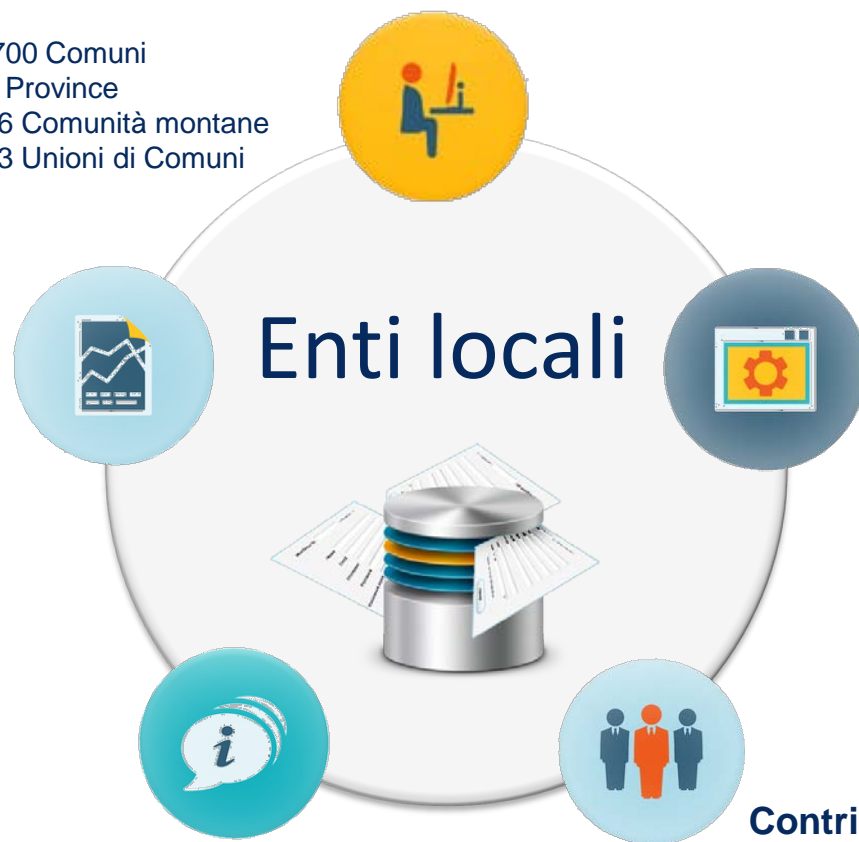 700 Comuni
Province
6 Comunità montane
3 Unioni di Comuni
Enti locali
i
Contri